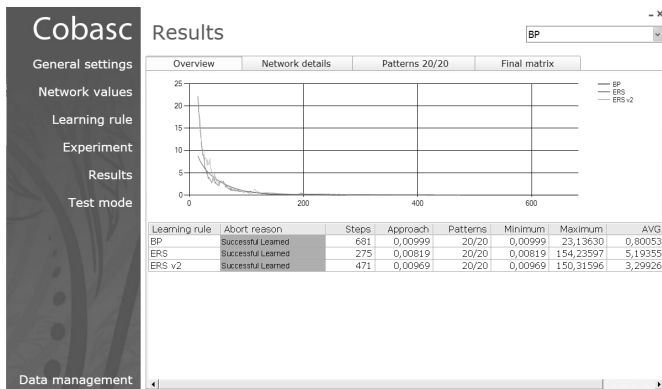 Cobasc
Results
BP
General settings
Network values
Learning rule
Experiment
Results
Test mode
Data management
Overview Network details Patterns 20/20 Final matrix
25
20
15
10
5
0
0 200 400 600
BP
ERS
ERS v2
Learning rule Abort reason Steps Approach Patterns Minimum Maximum AVG
BP Successful Learned 681 0,00999 20/20 0,00999 23,13630 0,80053
ERS Successful Learned 275 0,00819 20/20 0,00819 154,23597 5,19355
ERS v2 Successful Learned 471 0,00969 20/20 0,00969 150,31596 3,29926